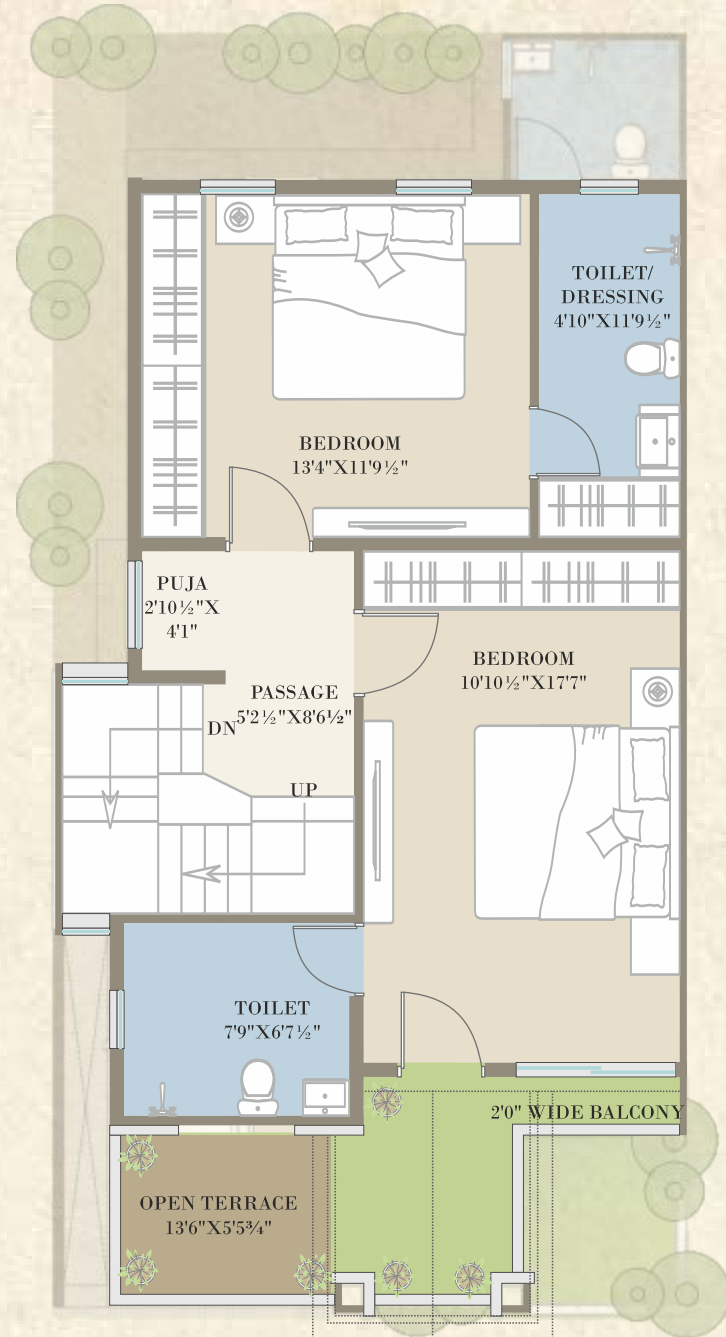 TOILET/
DRESSING
4'10"X11'9½"
BEDROOM
13'4"X11'9½"
PUJA
2'10½"X
4'1"
BEDROOM
10'10½"X17'7"
PASSAGE
5'2½"X8'6½"
DN
UP
TOILET
7'9"X6'7½"
2'0" WIDE BALCONY
OPEN TERRACE
13'6"X5'5¾"